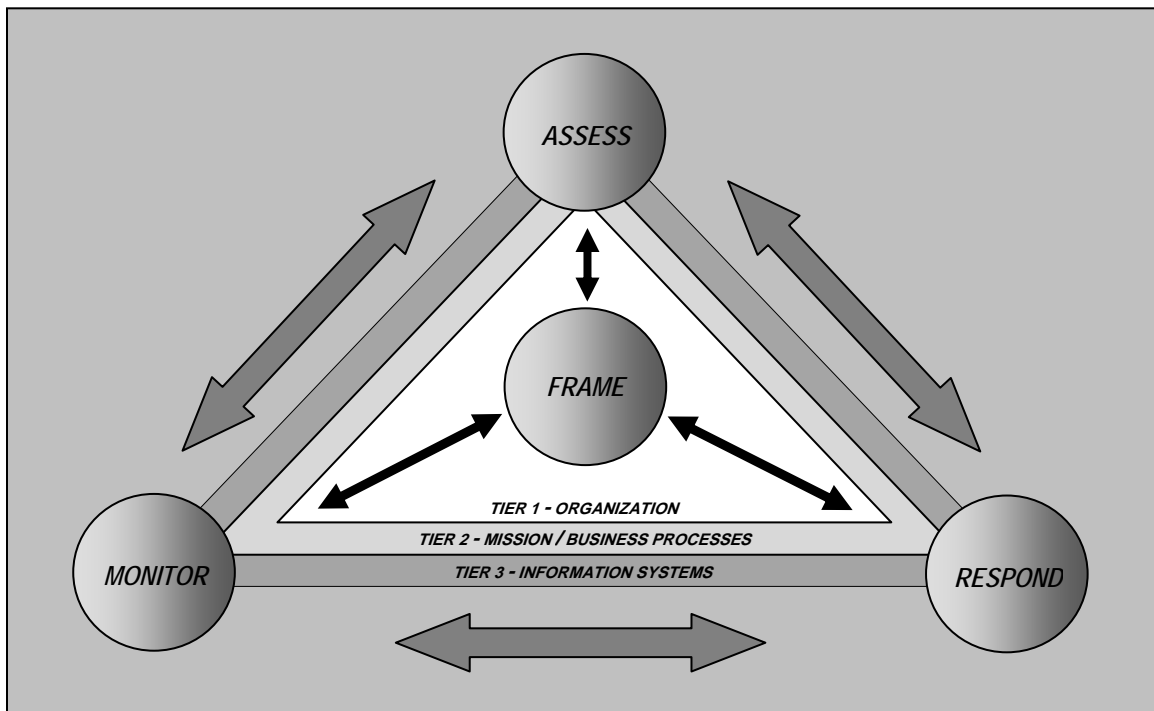 ASSESS
FRAME
TIER 1 - ORGANIZATION
TIER 2 - MISSION / BUSINESS PROCESSES
TIER 3 - INFORMATION SYSTEMS
MONITOR
RESPOND